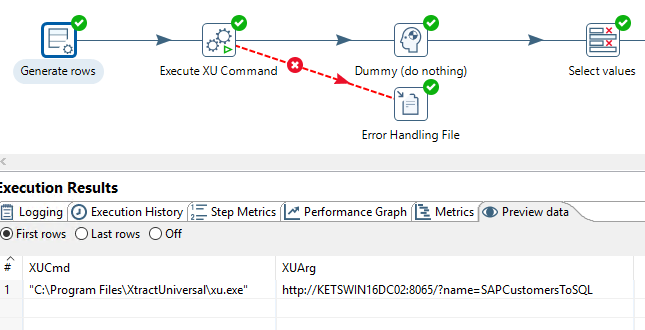 Generate rows
Execute XU Command
Dummy (do nothing)
Select values
Error Handling File
Execution Results
Logging Execution History Step Metrics Performance Graph Metrics Preview data
First rows Last rows Off
# XUCmd XUArg
1 "C:\Program Files\XtractUniversal\xu.exe" http://KETSWIN16DC02:8065/?name=SAPCustomersToSQL